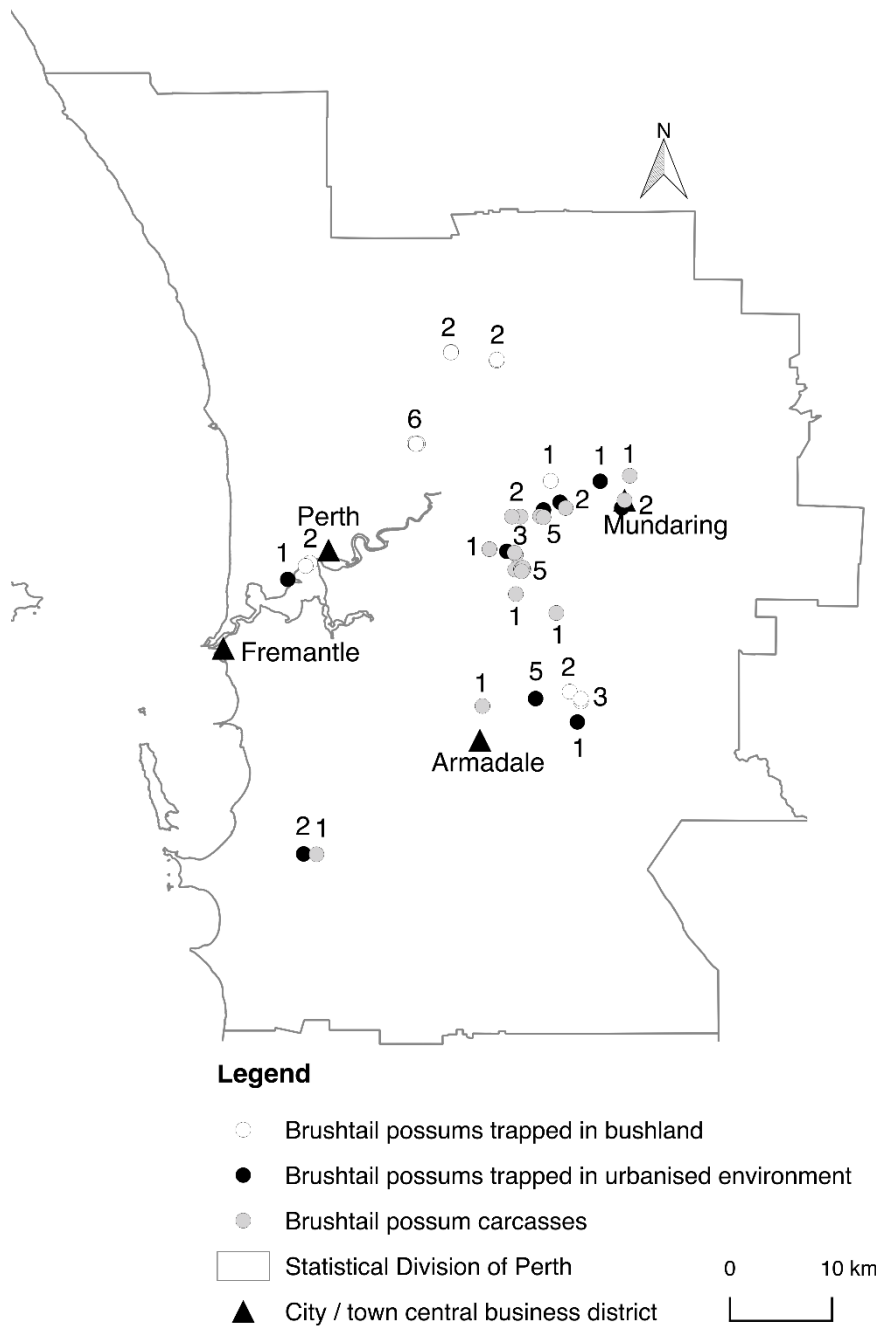 N
2 2
6
1 1 1
2 2 2
Perth Mundaring
1 2 1 3 5
5
1 1
Fremantle
1 5 2 3
1
Armadale
2 1
Legend
Brushtail possums trapped in bushland
Brushtail possums trapped in urbanised environment
Brushtail possum carcasses
Statistical Division of Perth
0 10 km
City / town central business district